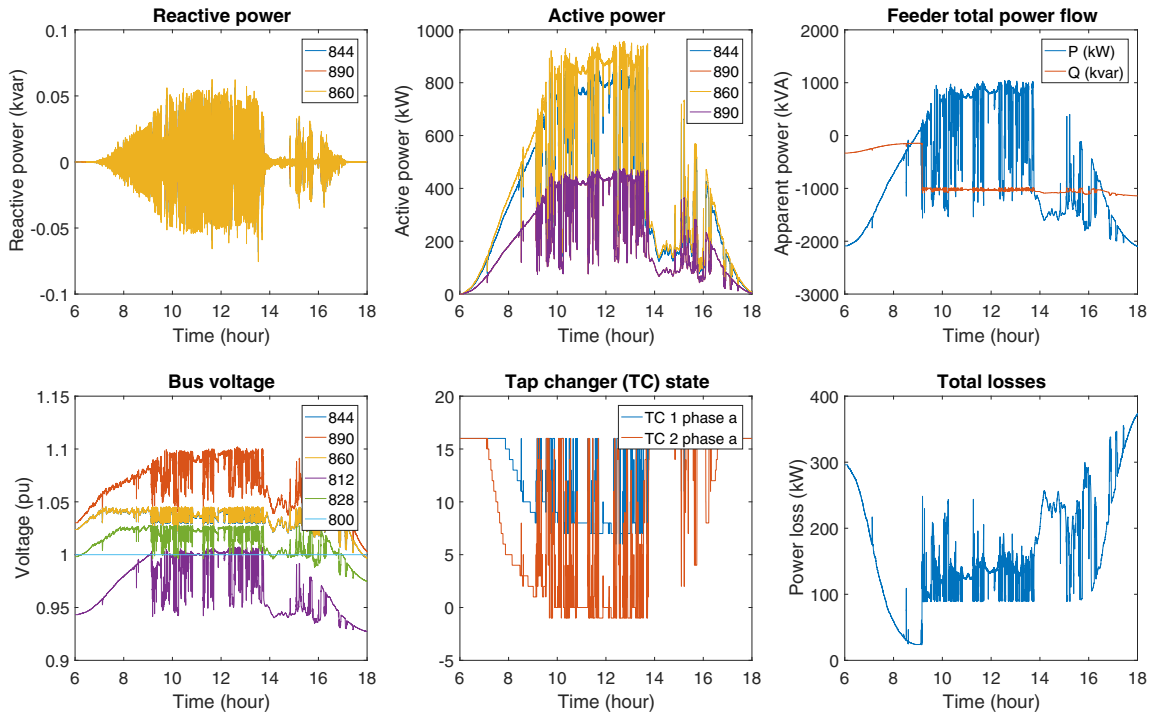 Reactive power
0.1
0.05
0
-0.05
-0.1
6 8 10 12 14 16 18
Reactive power (kvar)
Time (hour)
844
890
860
Active power
1000
800
600
400
200
0
6 8 10 12 14 16 18
Active power (kW)
Time (hour)
844
890
860
890
Feeder total power flow
2000
1000
0
-1000
-2000
-3000
6 8 10 12 14 16 18
Apparent power (kVA)
Time (hour)
P (kW)
Q (kvar)
Bus voltage
1.15
1.1
1.05
1
0.95
0.9
6 8 10 12 14 16 18
Voltage (pu)
Time (hour)
844
890
860
812
828
800
Tap changer (TC) state
20
15
10
5
0
-5
6 8 10 12 14 16 18
Time (hour)
TC 1 phase a
TC 2 phase a
Total losses
400
300
200
100
0
6 8 10 12 14 16 18
Power loss (kW)
Time (hour)